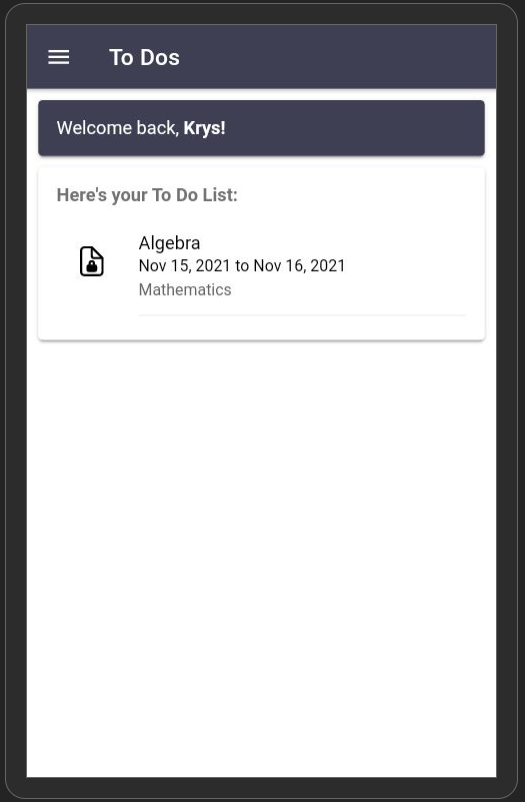 To Dos
Welcome back, Krys!
Here's your To Do List:
Algebra
Nov 15, 2021 to Nov 16, 2021
Mathematics